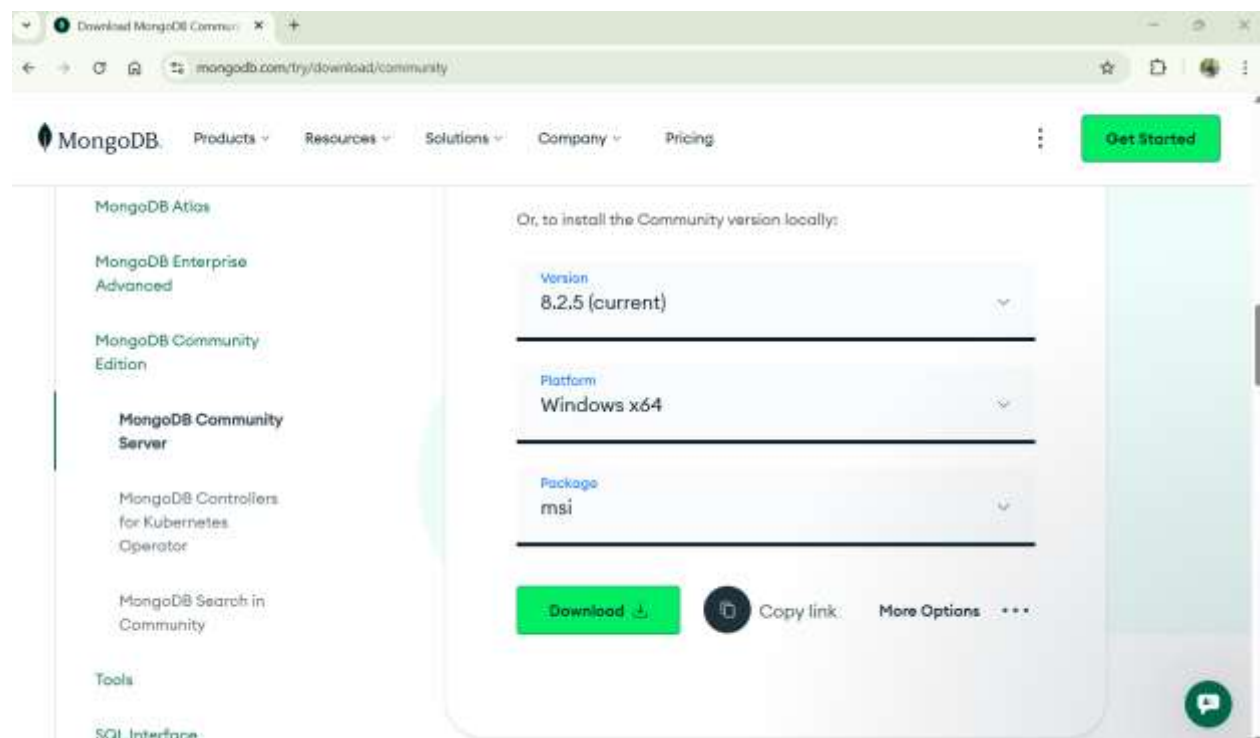 Download MongoDB Commun
mongodb.com/try/download/community
MongoDB. Products Resources Solutions Company Pricing Get Started
MongoDB Atlas
MongoDB Enterprise
Advanced
MongoDB Community
Edition
MongoDB Community
Server
MongoDB Controllers
for Kubernetes
Operator
MongoDB Search in
Community
Tools
SQL Interface
Or, to install the Community version locally:
Version
8.2.5 (current)
Platform
Windows x64
Package
msi
Download Copy link More Options